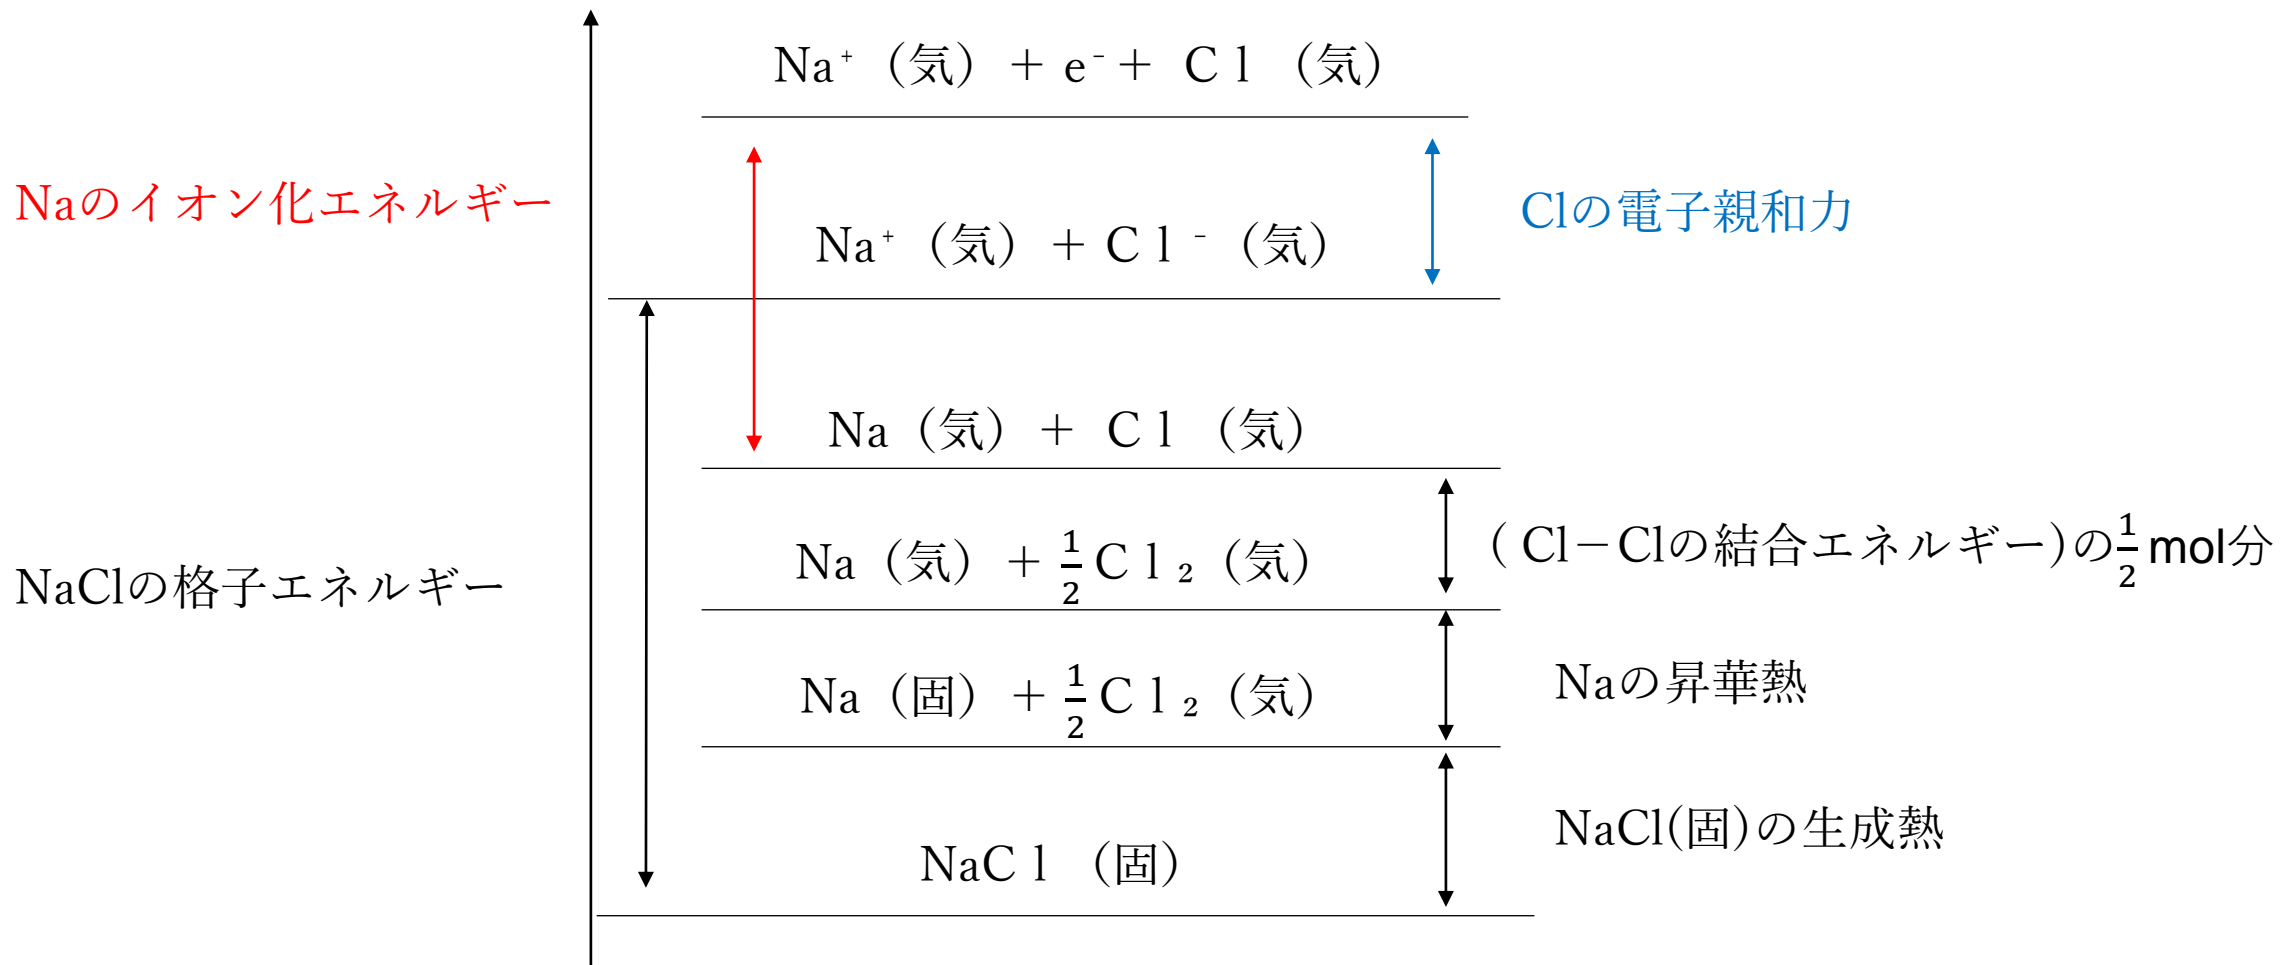 Na⁺（気）＋ e⁻＋ Ｃｌ（気）
Naのイオン化エネルギー
Clの電子親和力
Na⁺（気）＋Ｃｌ⁻（気）
Na（気）＋ Ｃｌ（気）
（Cl－Clの結合エネルギー)の1/2 mol分
Na（気）＋1/2Ｃｌ₂（気）
NaClの格子エネルギー
Na（固）＋1/2Ｃｌ₂（気）
Naの昇華熱
NaCl(固)の生成熱
NaＣｌ（固）